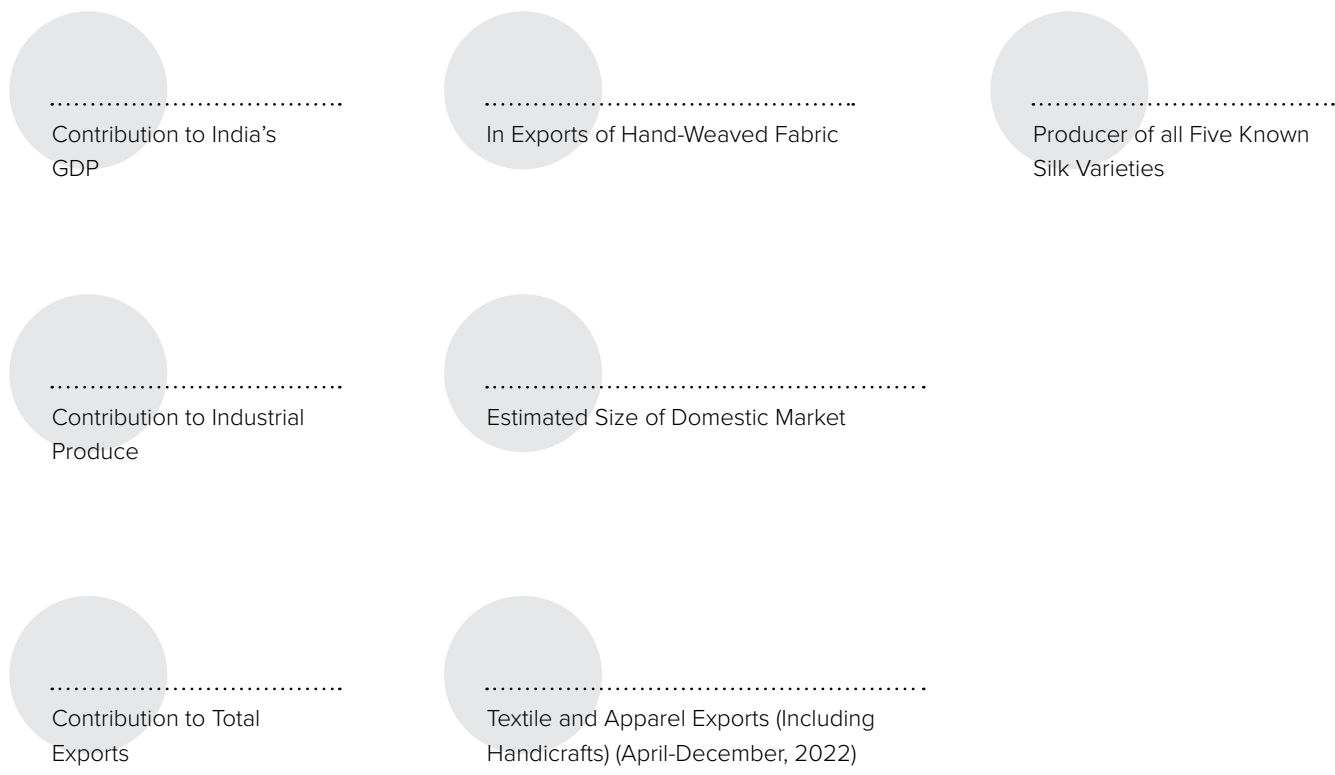 Contribution to India’s
GDP
In Exports of Hand-Weaved Fabric
Producer of all Five Known
Silk Varieties
Contribution to Industrial
Produce
Estimated Size of Domestic Market
Contribution to Total
Exports
Textile and Apparel Exports (Including
Handicrafts) (April-December, 2022)